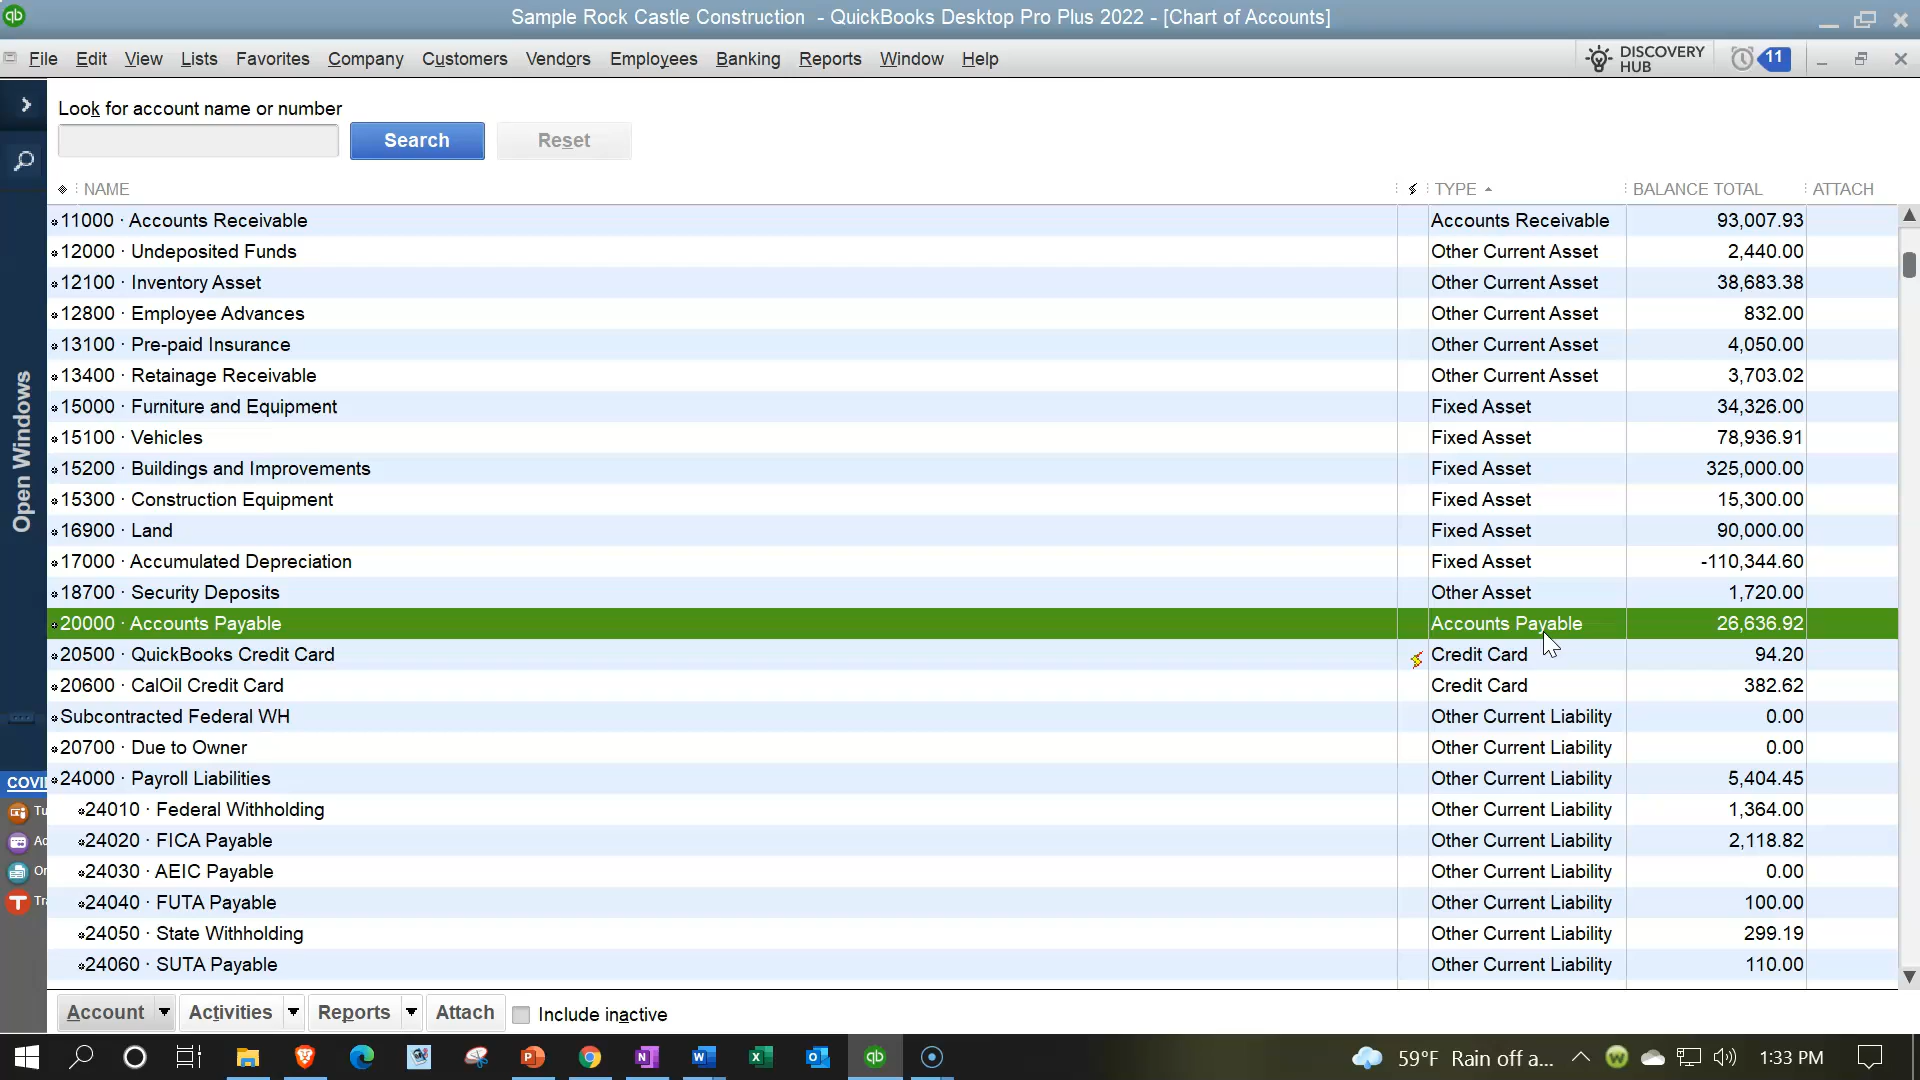 qb
Sample Rock Castle Construction - QuickBooks Desktop Pro Plus 2022 - [Chart of Accounts]
File Edit View Lists Favorites Company Customers Vendors Employees Banking Reports Window Help
DISCOVERY
HUB
11
Look for account name or number
Search Reset
NAME TYPE BALANCE TOTAL ATTACH
11000 · Accounts Receivable Accounts Receivable 93,007.93
12000 · Undeposited Funds Other Current Asset 2,440.00
12100 · Inventory Asset Other Current Asset 38,683.38
12800 · Employee Advances Other Current Asset 832.00
13100 · Pre-paid Insurance Other Current Asset 4,050.00
13400 · Retainage Receivable Other Current Asset 3,703.02
15000 · Furniture and Equipment Fixed Asset 34,326.00
15100 · Vehicles Fixed Asset 78,936.91
15200 · Buildings and Improvements Fixed Asset 325,000.00
15300 · Construction Equipment Fixed Asset 15,300.00
16900 · Land Fixed Asset 90,000.00
17000 · Accumulated Depreciation Fixed Asset -110,344.60
18700 · Security Deposits Other Asset 1,720.00
20000 · Accounts Payable Accounts Payable 26,636.92
20500 · QuickBooks Credit Card Credit Card 94.20
20600 · CalOil Credit Card Credit Card 382.62
Subcontracted Federal WH Other Current Liability 0.00
20700 · Due to Owner Other Current Liability 0.00
24000 · Payroll Liabilities Other Current Liability 5,404.45
24010 · Federal Withholding Other Current Liability 1,364.00
24020 · FICA Payable Other Current Liability 2,118.82
24030 · AEIC Payable Other Current Liability 0.00
24040 · FUTA Payable Other Current Liability 100.00
24050 · State Withholding Other Current Liability 299.19
24060 · SUTA Payable Other Current Liability 110.00
Open Windows
COVI
Tu
Ac
Or
Tra
Account Activities Reports Attach Include inactive
59°F Rain off a... 1:33 PM